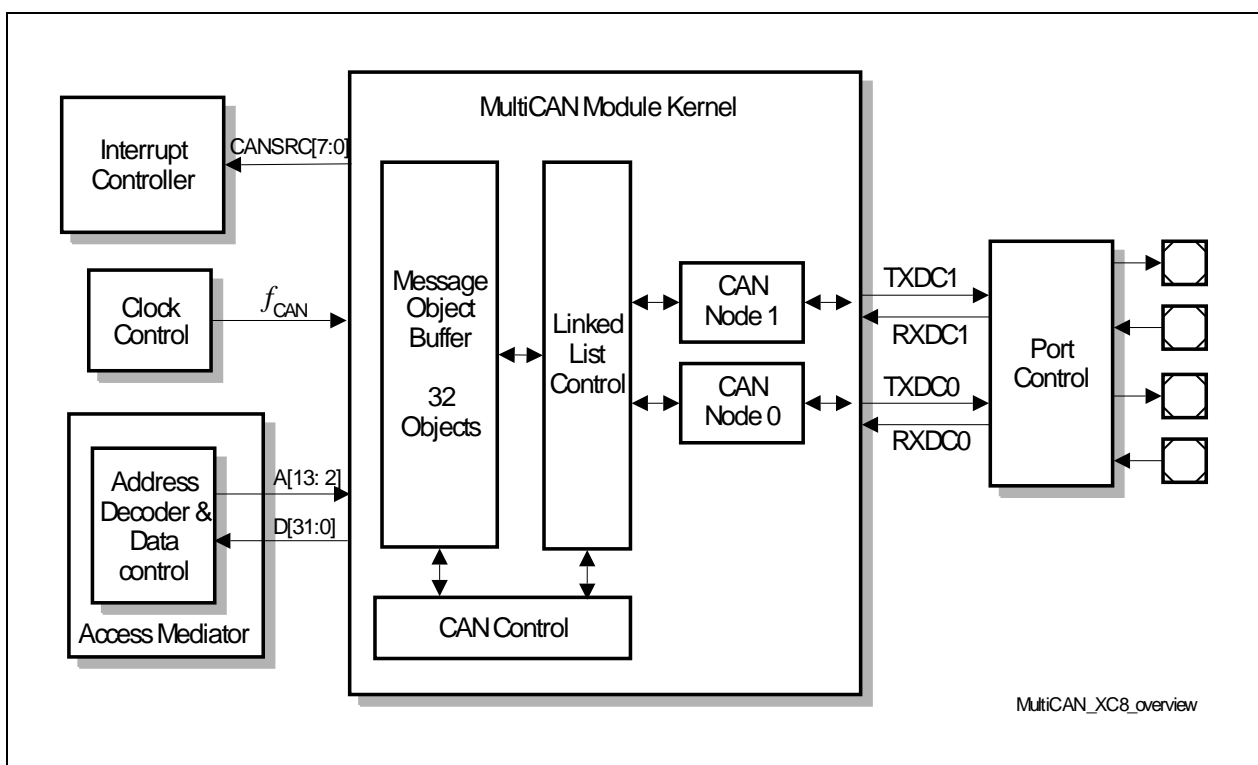 MultiCAN Module Kernel
Interrupt
Controller
CANSRC[7:0]
Clock
Control
fCAN
Address
Decoder &
Data
control
Access Mediator
A[13: 2]
D[31:0]
Message
Object
Buffer
32
Objects
Linked
List
Control
CAN
Node 1
CAN
Node 0
CAN Control
TXDC1
RXDC1
TXDC0
RXDC0
Port
Control
MultiCAN_XC8_overview